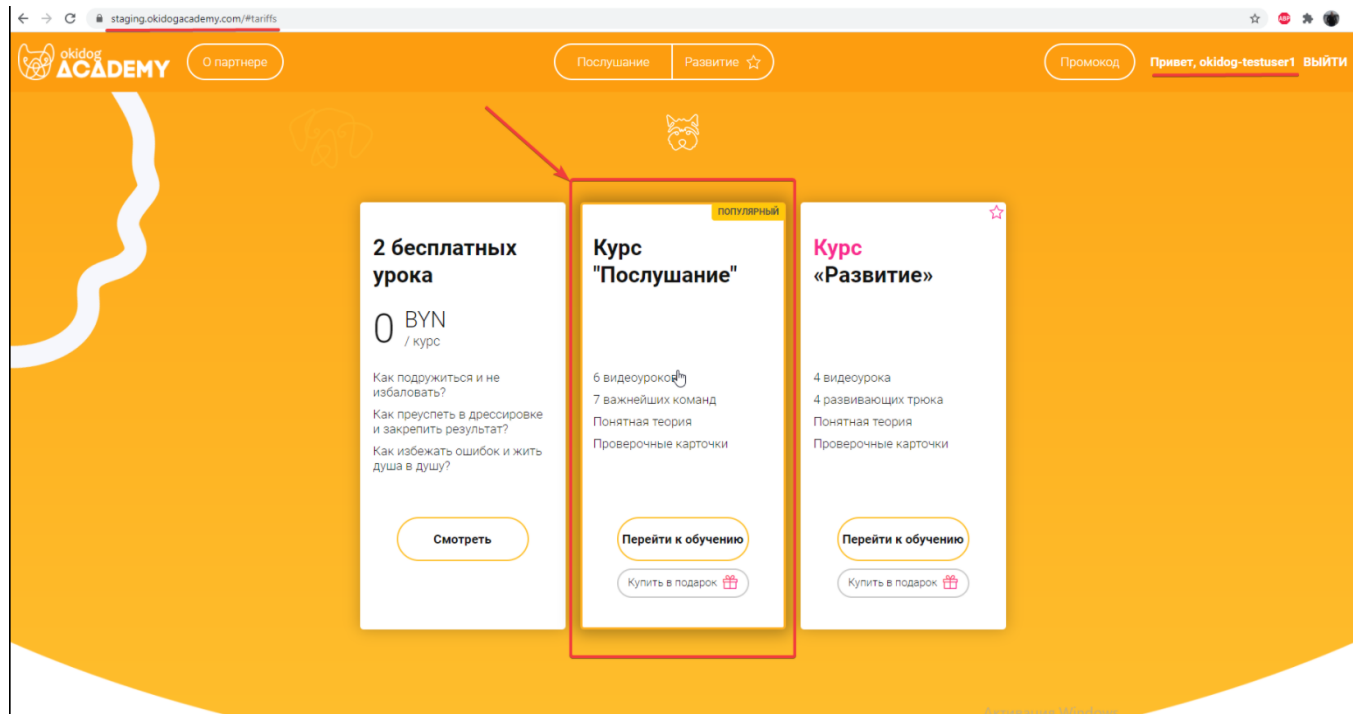 staging.okidogacademy.com/#tariffs
ABP
okidog
ACADEMY
О партнере
Послушание
Развитие
Промокод
Привет, okidog-testuser1 ВЫЙТИ
2 бесплатных
урока
0 BYN
/ курс
Как подружиться и не
избаловать?
Как преуспеть в дрессировке
и закрепить результат?
Как избежать ошибок и жить
душа в душу?
Смотреть
ПОПУЛЯРНЫЙ
Курс
"Послушание"
6 видеоуроков
7 важнейших команд
Понятная теория
Проверочные карточки
Перейти к обучению
Купить в подарок
Курс
«Развитие»
4 видеоурока
4 развивающих трюка
Понятная теория
Проверочные карточки
Перейти к обучению
Купить в подарок
Активация Windows